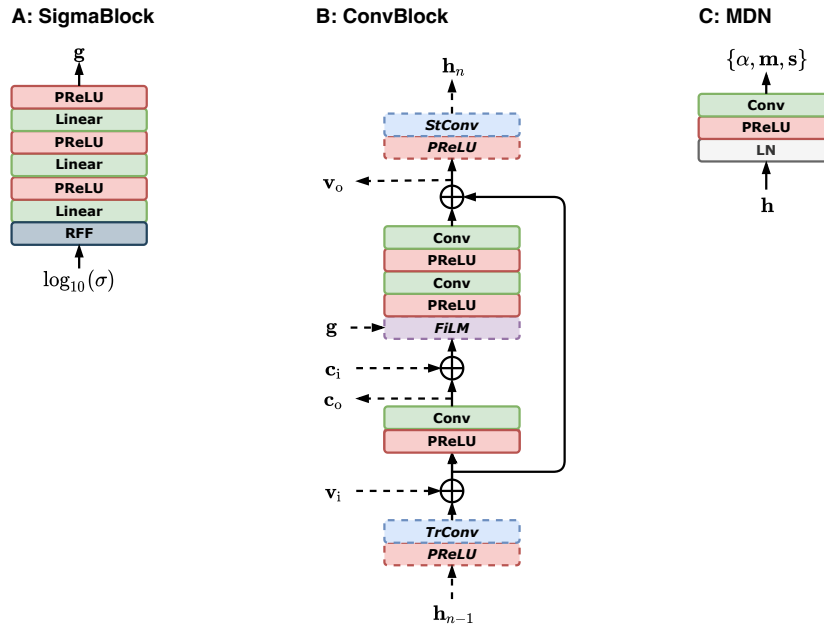 A: SigmaBlock
g
PReLU
Linear
PReLU
Linear
PReLU
Linear
RFF
log₁₀(σ)
B: ConvBlock
hₙ
StConv
PReLU
vₒ
Conv
PReLU
Conv
PReLU
g
FiLM
cᵢ
cₒ
Conv
PReLU
vᵢ
TrConv
PReLU
hₙ₋₁
C: MDN
{α, m, s}
Conv
PReLU
LN
h